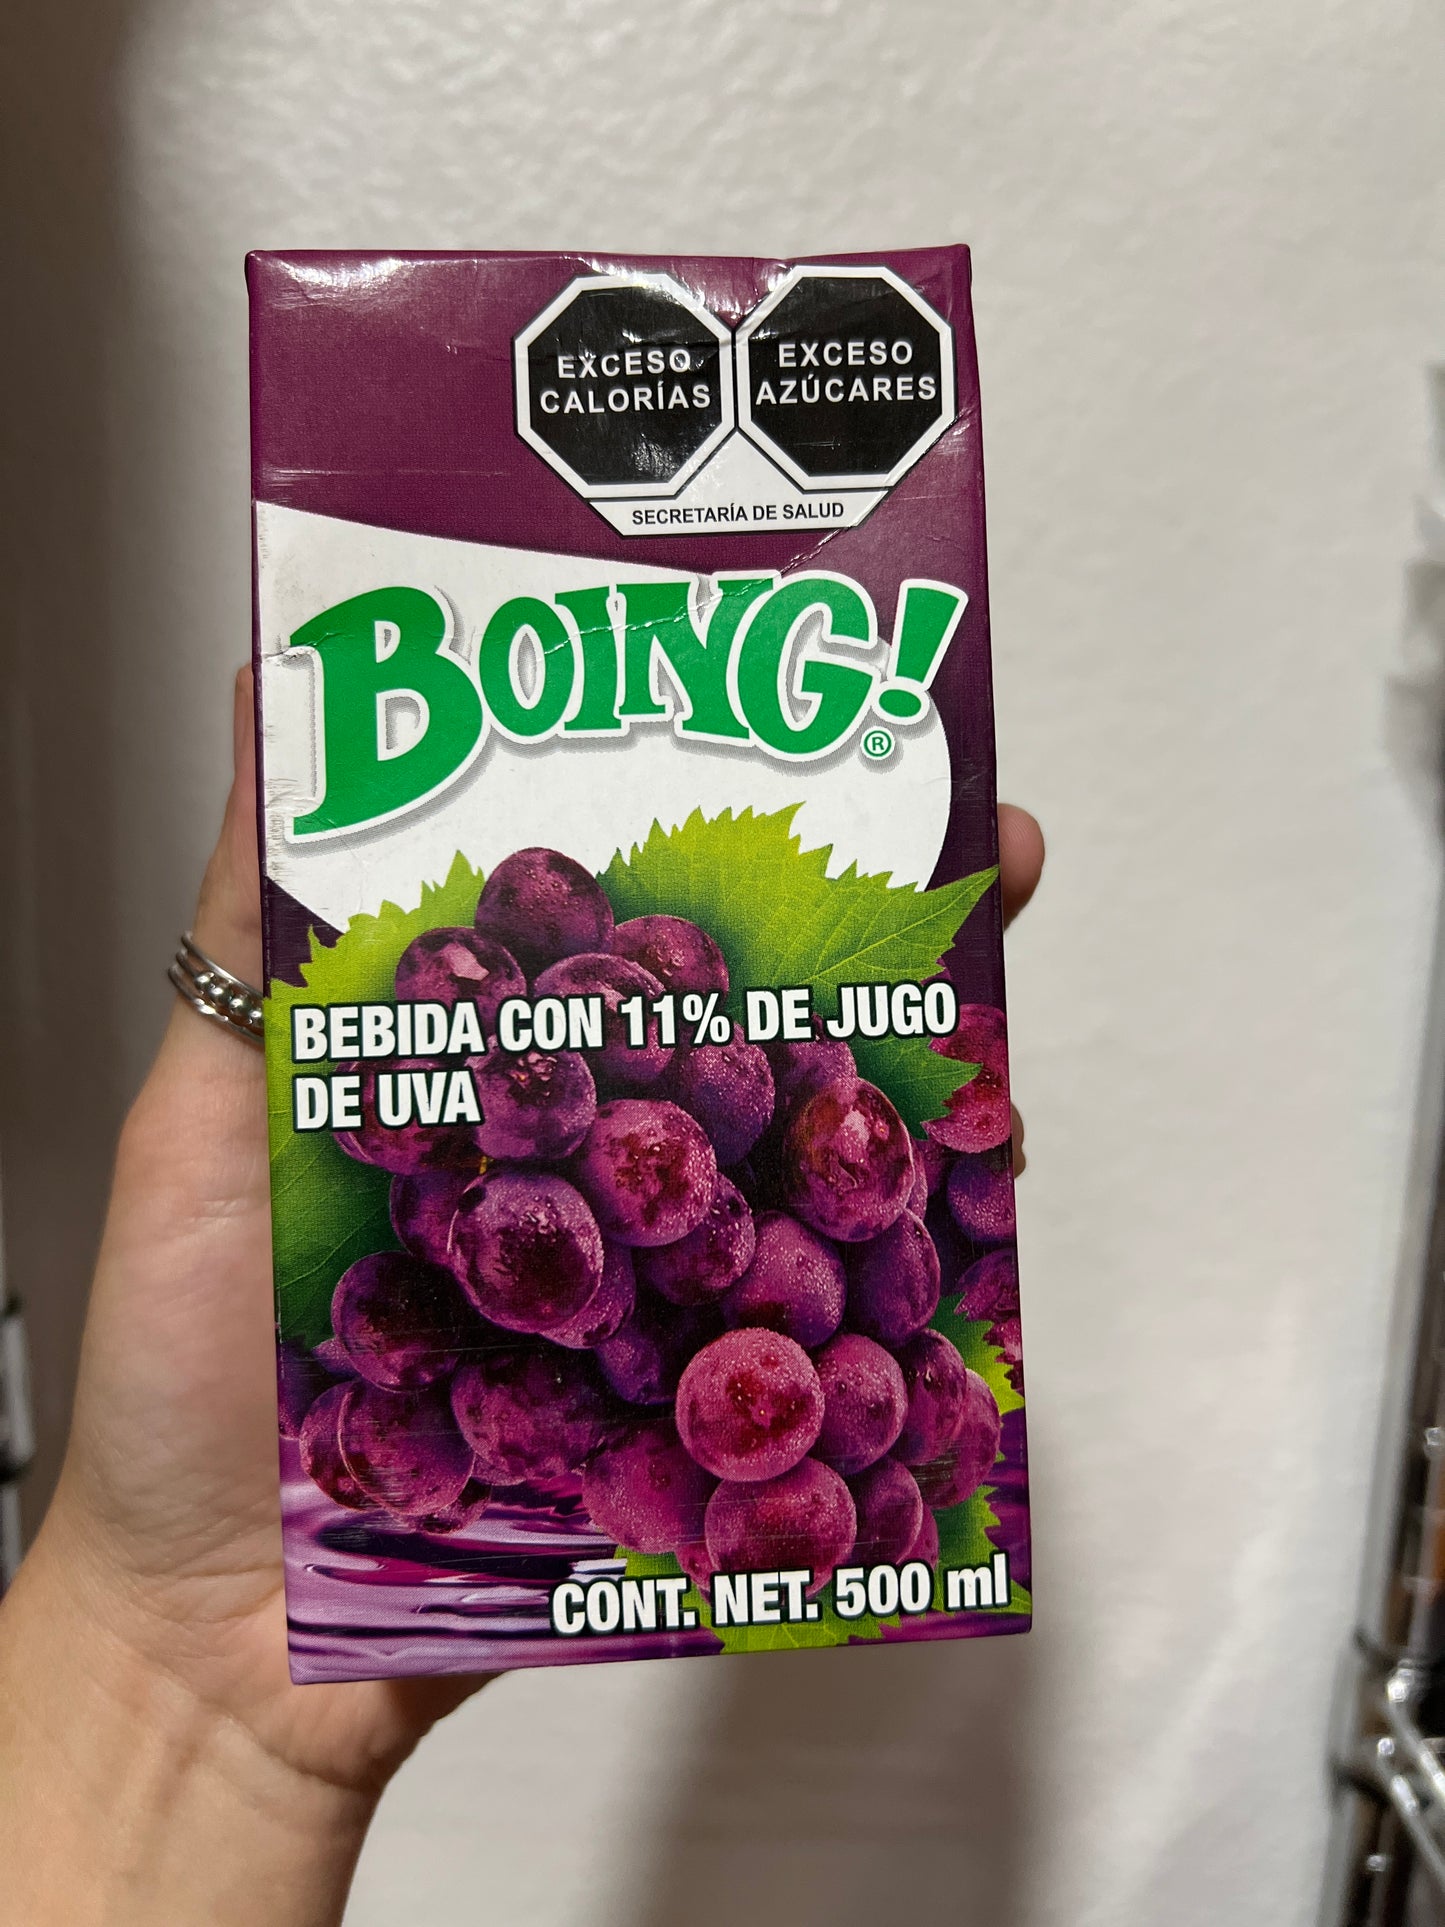 EXCESO
CALORÍAS
EXCESO
AZÚCARES
SECRETARÍA DE SALUD
BOING!®
BEBIDA CON 11% DE JUGO
DE UVA
CONT. NET. 500 ml